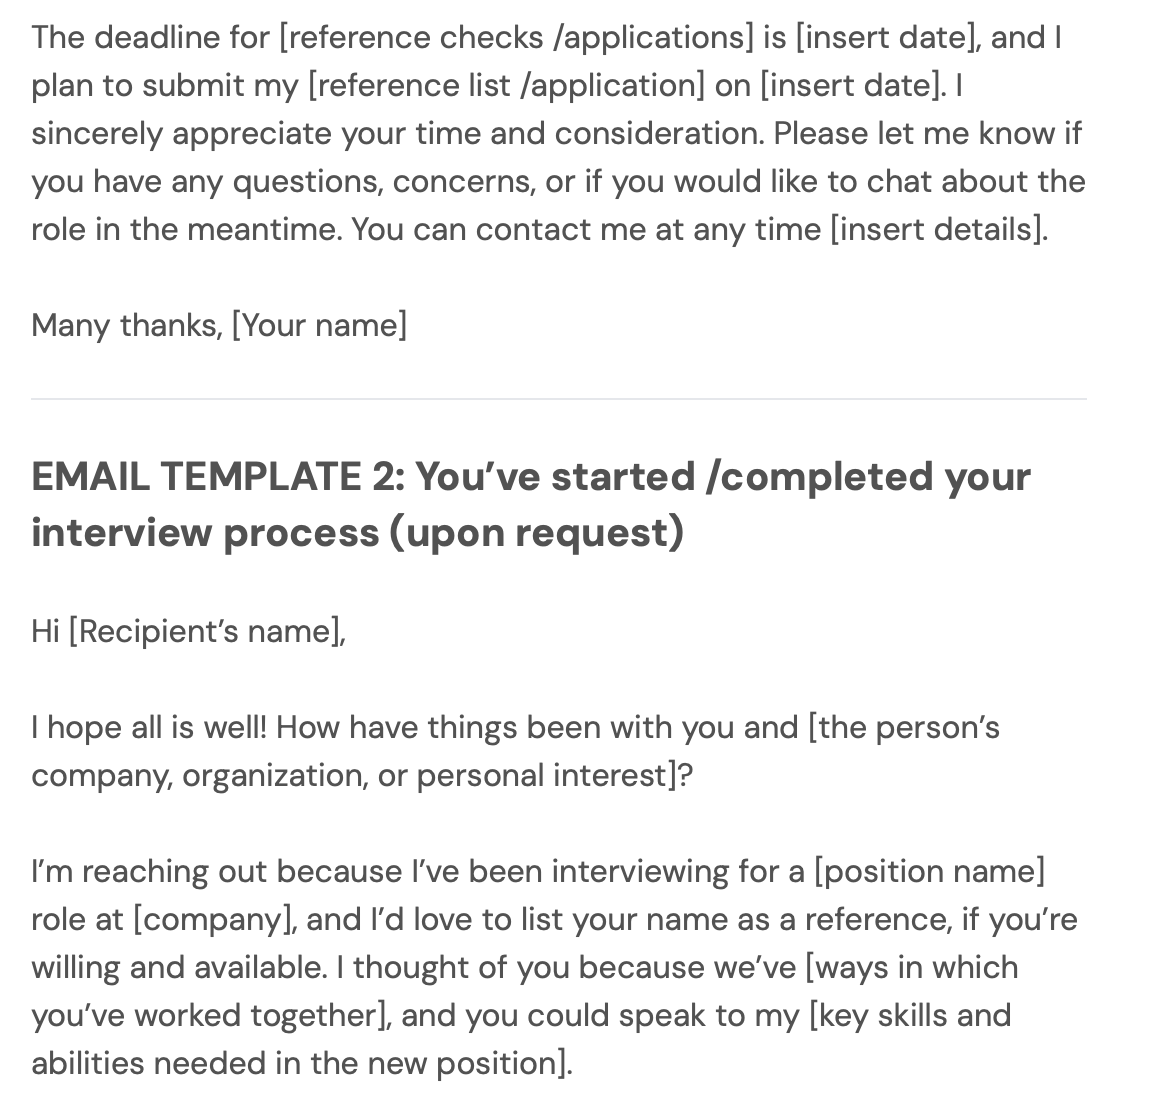 The deadline for [reference checks /applications] is [insert date], and I
plan to submit my [reference list /application] on [insert date]. I
sincerely appreciate your time and consideration. Please let me know if
you have any questions, concerns, or if you would like to chat about the
role in the meantime. You can contact me at any time [insert details].
Many thanks, [Your name]
EMAIL TEMPLATE 2: You’ve started /completed your
interview process (upon request)
Hi [Recipient’s name],
I hope all is well! How have things been with you and [the person’s
company, organization, or personal interest]?
I’m reaching out because I’ve been interviewing for a [position name]
role at [company], and I’d love to list your name as a reference, if you’re
willing and available. I thought of you because we’ve [ways in which
you’ve worked together], and you could speak to my [key skills and
abilities needed in the new position].